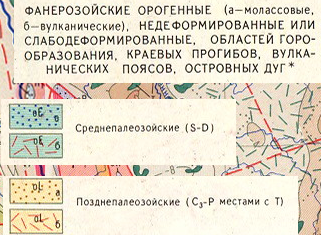 ФАНЕРОЗОЙСКИЕ ОРОГЕННЫЕ (а—молассовые,
б—вулканические), НЕДЕФОРМИРОВАННЫЕ ИЛИ
СЛАБОДЕФОРМИРОВАННЫЕ, ОБЛАСТЕЙ ГОРО-
ОБРАЗОВАНИЯ, КРАЕВЫХ ПРОГИБОВ, ВУЛКА-
НИЧЕСКИХ ПОЯСОВ, ОСТРОВНЫХ ДУГ*
Среднепалеозойские (S-D)
Позднепалеозойские (C₃-P местами с T)